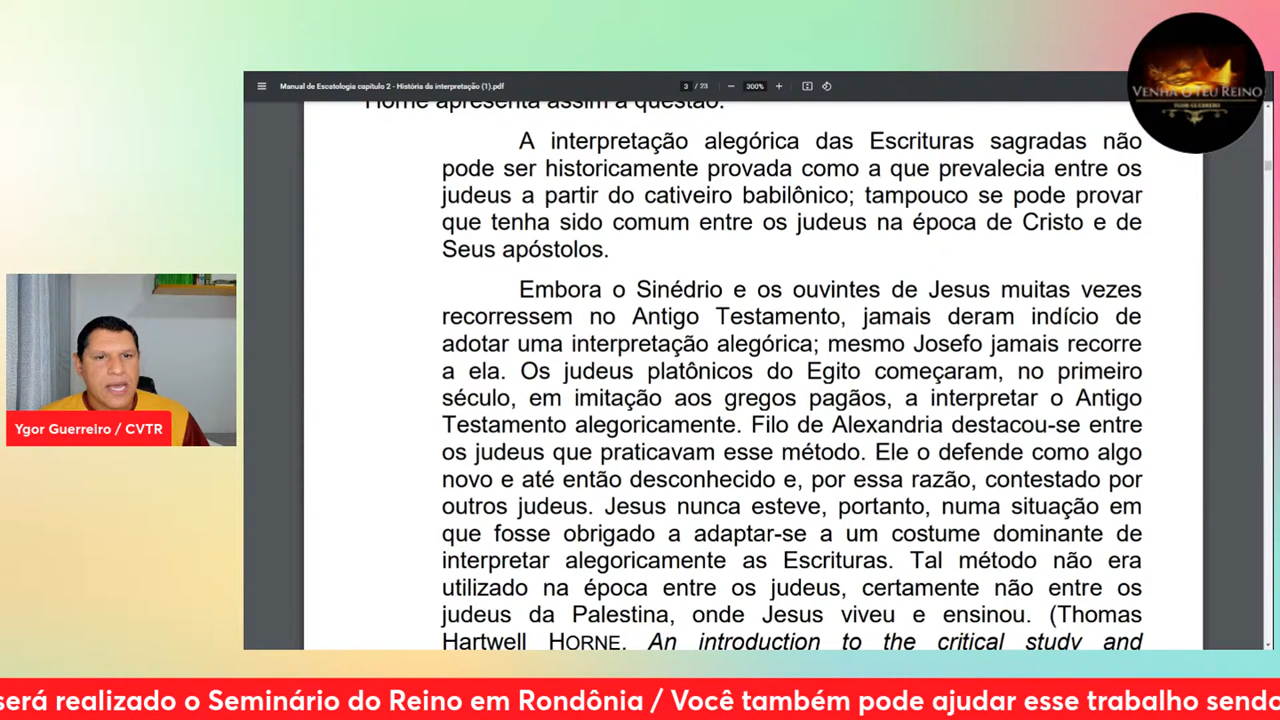 Manual de Escatologia capítulo 2 - História da interpretação (1).pdf
3 / 23
300%
VENHA O TEU REINO
YGOR GUERREIRO
Horne apresenta assim a questão:
A interpretação alegórica das Escrituras sagradas não
pode ser historicamente provada como a que prevalecia entre os
judeus a partir do cativeiro babilônico; tampouco se pode provar
que tenha sido comum entre os judeus na época de Cristo e de
Seus apóstolos.
Embora o Sinédrio e os ouvintes de Jesus muitas vezes
recorressem no Antigo Testamento, jamais deram indício de
adotar uma interpretação alegórica; mesmo Josefo jamais recorre
a ela. Os judeus platônicos do Egito começaram, no primeiro
século, em imitação aos gregos pagãos, a interpretar o Antigo
Testamento alegoricamente. Filo de Alexandria destacou-se entre
os judeus que praticavam esse método. Ele o defende como algo
novo e até então desconhecido e, por essa razão, contestado por
outros judeus. Jesus nunca esteve, portanto, numa situação em
que fosse obrigado a adaptar-se a um costume dominante de
interpretar alegoricamente as Escrituras. Tal método não era
utilizado na época entre os judeus, certamente não entre os
judeus da Palestina, onde Jesus viveu e ensinou. (Thomas
Hartwell HORNE. An introduction to the critical study and
Ygor Guerreiro / CVTR
será realizado o Seminário do Reino em Rondônia / Você também pode ajudar esse trabalho sendo